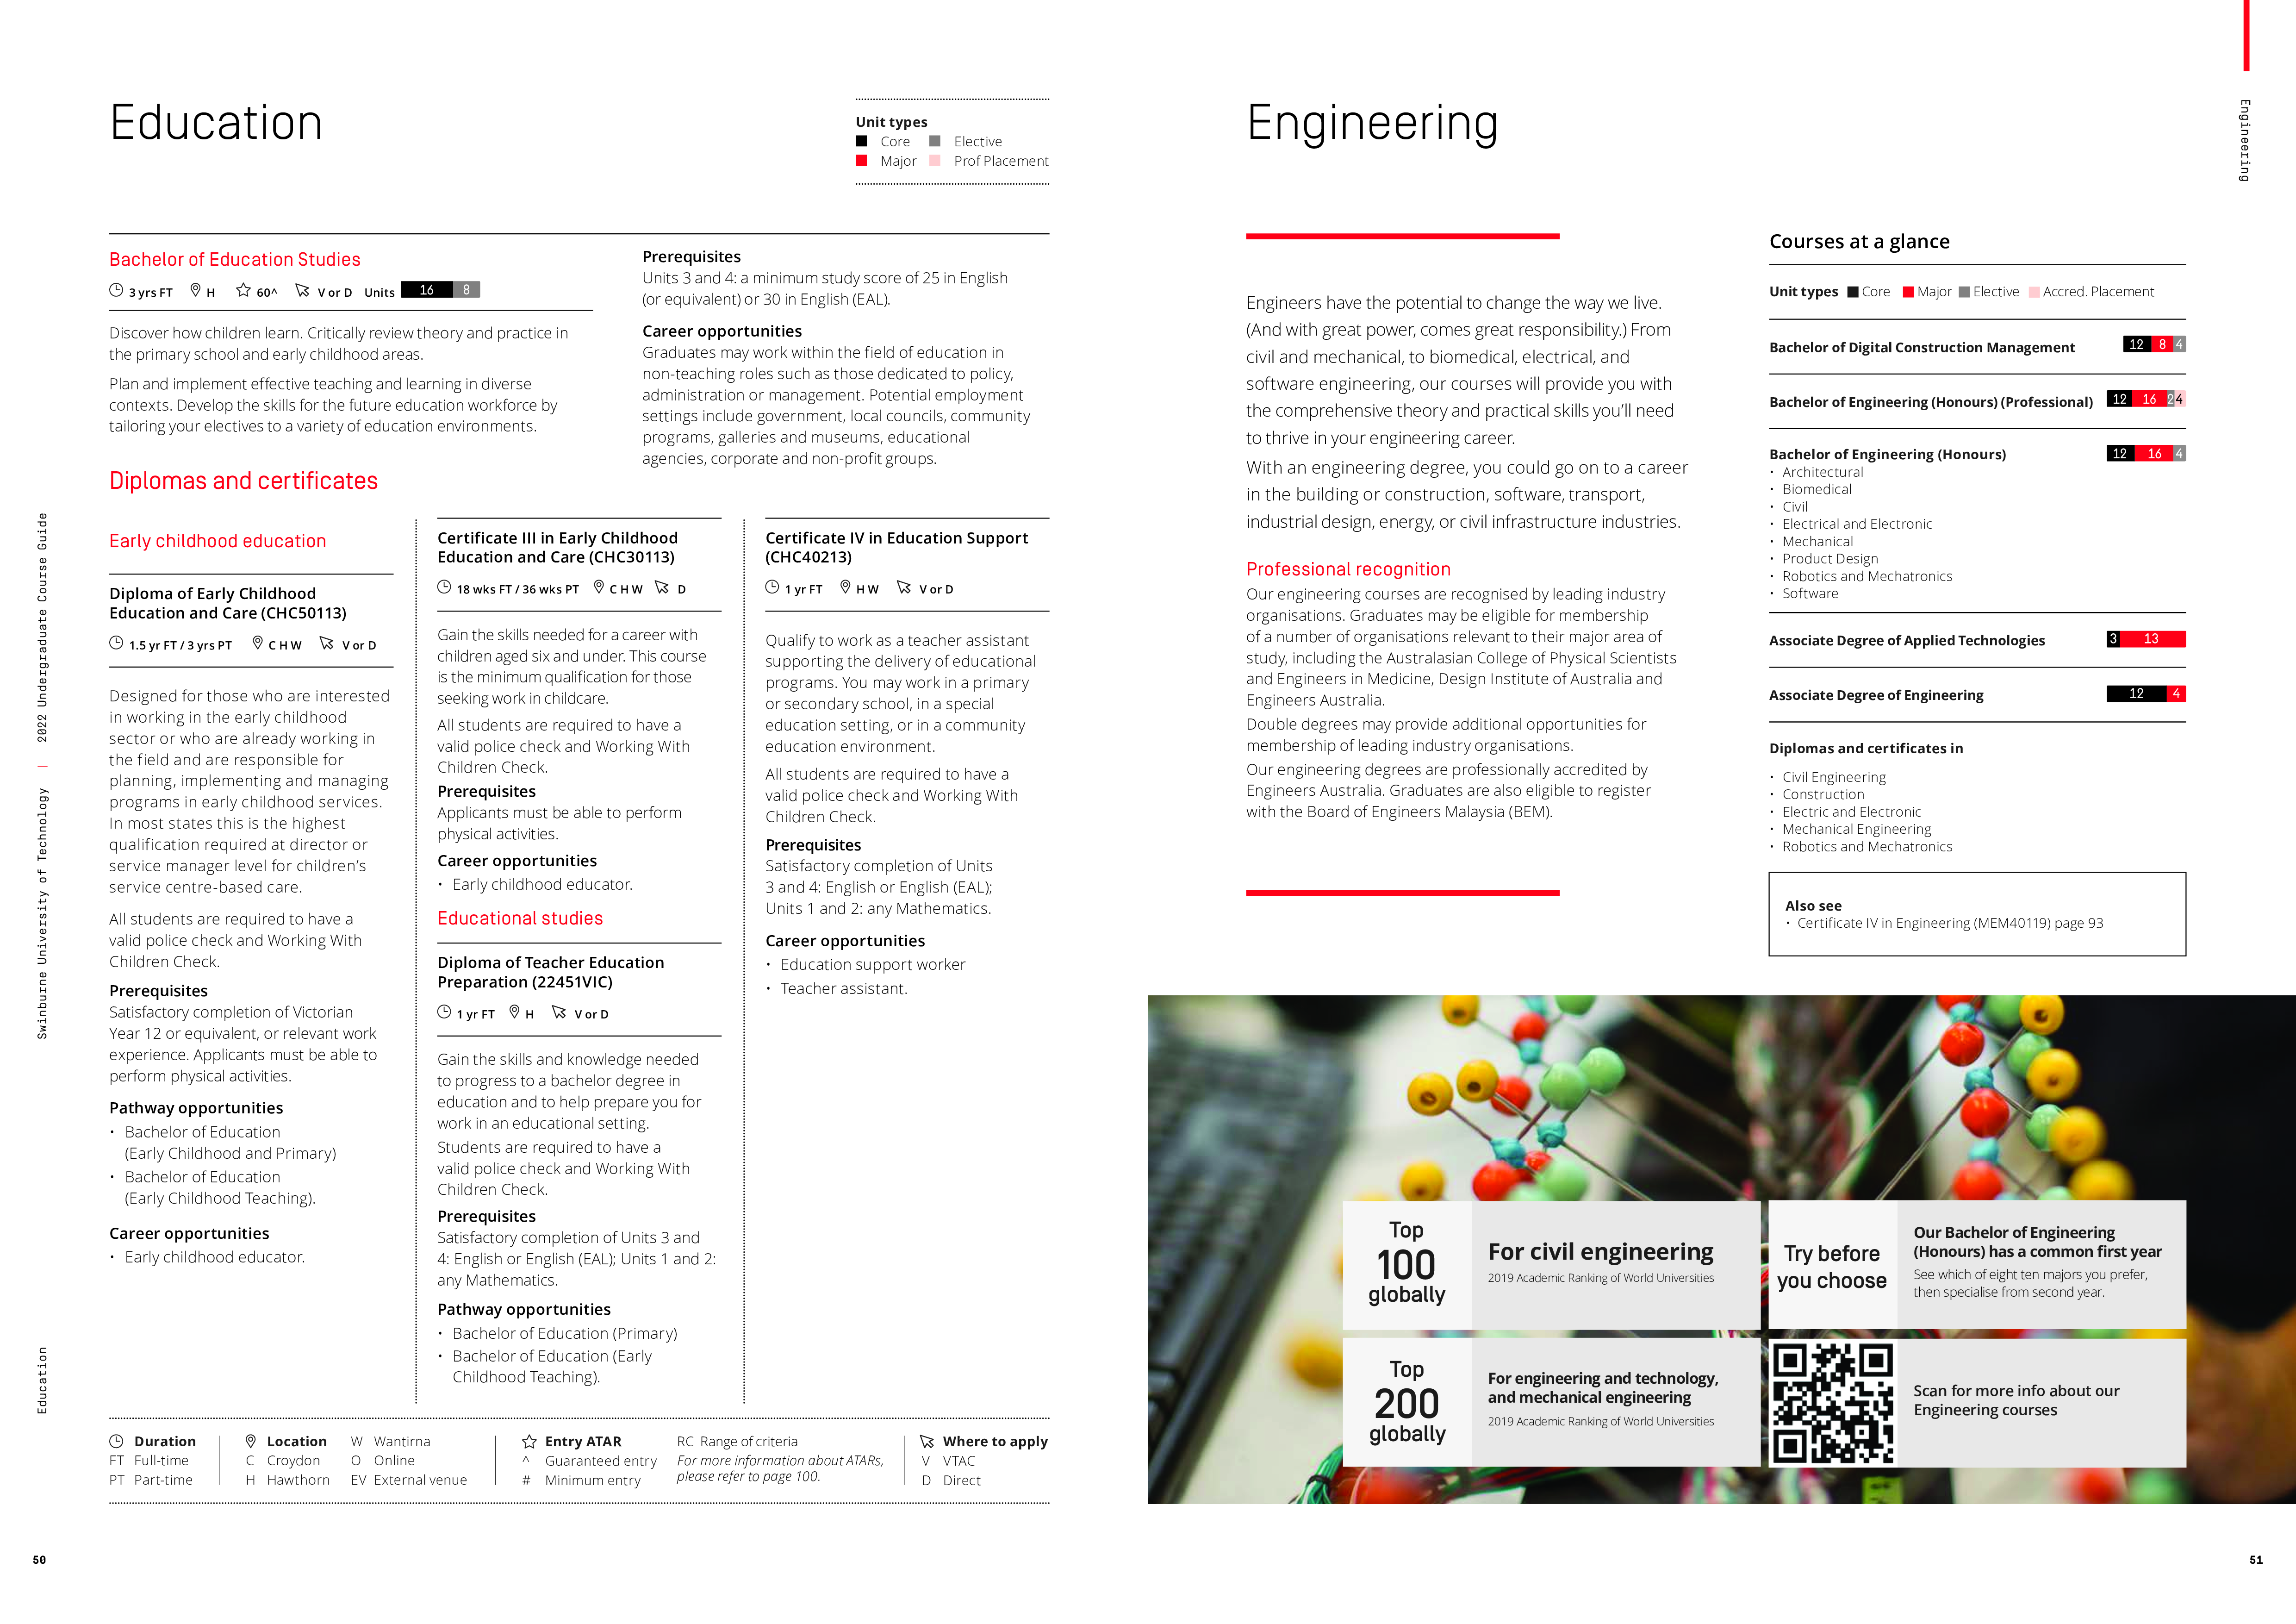 Education
Unit types
Core
Elective
Major
Prof Placement
Bachelor of Education Studies
3 yrs FT H 60^ V or D Units 16 8
Discover how children learn. Critically review theory and practice in
the primary school and early childhood areas.
Plan and implement effective teaching and learning in diverse
contexts. Develop the skills for the future education workforce by
tailoring your electives to a variety of education environments.
Prerequisites
Units 3 and 4: a minimum study score of 25 in English
(or equivalent) or 30 in English (EAL).
Career opportunities
Graduates may work within the field of education in
non-teaching roles such as those dedicated to policy,
administration or management. Potential employment
settings include government, local councils, community
programs, galleries and museums, educational
agencies, corporate and non-profit groups.
Diplomas and certificates
Early childhood education
Diploma of Early Childhood
Education and Care (CHC50113)
1.5 yr FT / 3 yrs PT C H W V or D
Designed for those who are interested
in working in the early childhood
sector or who are already working in
the field and are responsible for
planning, implementing and managing
programs in early childhood services.
In most states this is the highest
qualification required at director or
service manager level for children's
service centre-based care.
All students are required to have a
valid police check and Working With
Children Check.
Prerequisites
Satisfactory completion of Victorian
Year 12 or equivalent, or relevant work
experience. Applicants must be able to
perform physical activities.
Pathway opportunities
• Bachelor of Education
(Early Childhood and Primary)
• Bachelor of Education
(Early Childhood Teaching).
Career opportunities
• Early childhood educator.
Certificate III in Early Childhood
Education and Care (CHC30113)
18 wks FT / 36 wks PT C H W D
Gain the skills needed for a career with
children aged six and under. This course
is the minimum qualification for those
seeking work in childcare.
All students are required to have a
valid police check and Working With
Children Check.
Prerequisites
Applicants must be able to perform
physical activities.
Career opportunities
• Early childhood educator.
Educational studies
Diploma of Teacher Education
Preparation (22451VIC)
1 yr FT H V or D
Gain the skills and knowledge needed
to progress to a bachelor degree in
education and to help prepare you for
work in an educational setting.
Students are required to have a
valid police check and Working With
Children Check.
Prerequisites
Satisfactory completion of Units 3 and
4: English or English (EAL); Units 1 and 2:
any Mathematics.
Pathway opportunities
• Bachelor of Education (Primary)
• Bachelor of Education (Early
Childhood Teaching).
Certificate IV in Education Support
(CHC40213)
1 yr FT H W V or D
Qualify to work as a teacher assistant
supporting the delivery of educational
programs. You may work in a primary
or secondary school, in a special
education setting, or in a community
education environment.
All students are required to have a
valid police check and Working With
Children Check.
Prerequisites
Satisfactory completion of Units
3 and 4: English or English (EAL);
Units 1 and 2: any Mathematics.
Career opportunities
• Education support worker
• Teacher assistant.
Duration
FT Full-time
PT Part-time
Location
C Croydon
H Hawthorn
W Wantirna
O Online
EV External venue
Entry ATAR
^ Guaranteed entry
# Minimum entry
RC Range of criteria
For more information about ATARs,
please refer to page 100.
Where to apply
V VTAC
D Direct
Swinburne University of Technology | 2022 Undergraduate Course Guide
Education
50
Engineering
Engineering
Engineers have the potential to change the way we live.
(And with great power, comes great responsibility.) From
civil and mechanical, to biomedical, electrical, and
software engineering, our courses will provide you with
the comprehensive theory and practical skills you'll need
to thrive in your engineering career.
With an engineering degree, you could go on to a career
in the building or construction, software, transport,
industrial design, energy, or civil infrastructure industries.
Professional recognition
Our engineering courses are recognised by leading industry
organisations. Graduates may be eligible for membership
of a number of organisations relevant to their major area of
study, including the Australasian College of Physical Scientists
and Engineers in Medicine, Design Institute of Australia and
Engineers Australia.
Double degrees may provide additional opportunities for
membership of leading industry organisations.
Our engineering degrees are professionally accredited by
Engineers Australia. Graduates are also eligible to register
with the Board of Engineers Malaysia (BEM).
Courses at a glance
Unit types Core Major Elective Accred. Placement
Bachelor of Digital Construction Management 12 8 4
Bachelor of Engineering (Honours) (Professional) 12 16 2 4
Bachelor of Engineering (Honours) 12 16 4
• Architectural
• Biomedical
• Civil
• Electrical and Electronic
• Mechanical
• Product Design
• Robotics and Mechatronics
• Software
Associate Degree of Applied Technologies 3 13
Associate Degree of Engineering 12 4
Diplomas and certificates in
• Civil Engineering
• Construction
• Electric and Electronic
• Mechanical Engineering
• Robotics and Mechatronics
Also see
• Certificate IV in Engineering (MEM40119) page 93
Top
100
globally
For civil engineering
2019 Academic Ranking of World Universities
Try before
you choose
Our Bachelor of Engineering
(Honours) has a common first year
See which of eight ten majors you prefer,
then specialise from second year.
Top
200
globally
For engineering and technology,
and mechanical engineering
2019 Academic Ranking of World Universities
Scan for more info about our
Engineering courses
51